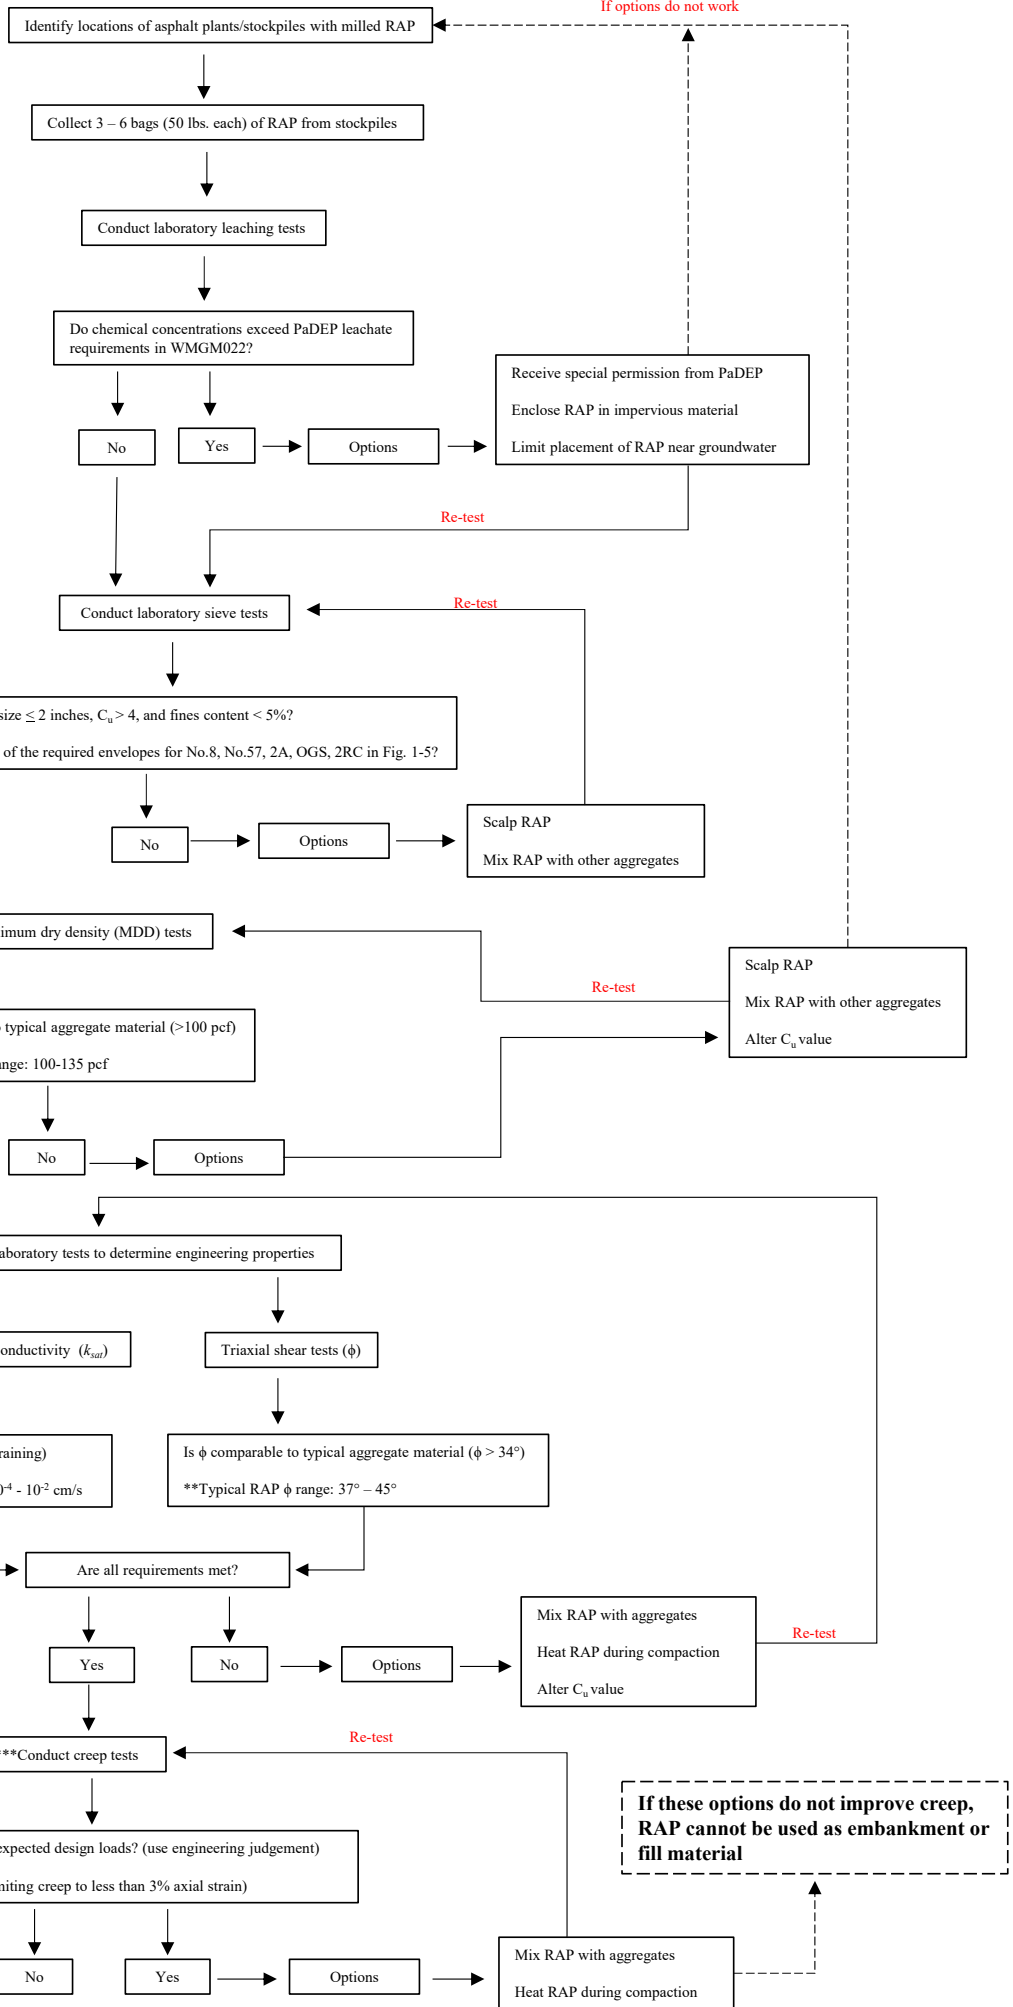 If options do not work
Identify locations of asphalt plants/stockpiles with milled RAP
Collect 3 – 6 bags (50 lbs. each) of RAP from stockpiles
Conduct laboratory leaching tests
Do chemical concentrations exceed PaDEP leachate
requirements in WMGM022?
Receive special permission from PaDEP
Enclose RAP in impervious material
Limit placement of RAP near groundwater
No
Yes
Options
Re-test
Conduct laboratory sieve tests
Re-test
size ≤ 2 inches, Cu > 4, and fines content < 5%?
of the required envelopes for No.8, No.57, 2A, OGS, 2RC in Fig. 1-5?
No
Options
Scalp RAP
Mix RAP with other aggregates
imum dry density (MDD) tests
Re-test
Scalp RAP
Mix RAP with other aggregates
Alter Cu value
typical aggregate material (>100 pcf)
nge: 100-135 pcf
No
Options
aboratory tests to determine engineering properties
onductivity (ksat)
Triaxial shear tests (ϕ)
raining)
0-4 - 10-2 cm/s
Is ϕ comparable to typical aggregate material (ϕ > 34°)
**Typical RAP ϕ range: 37° – 45°
Are all requirements met?
Yes
No
Options
Mix RAP with aggregates
Heat RAP during compaction
Alter Cu value
Re-test
**Conduct creep tests
Re-test
If these options do not improve creep,
RAP cannot be used as embankment or
fill material
expected design loads? (use engineering judgement)
miting creep to less than 3% axial strain)
No
Yes
Options
Mix RAP with aggregates
Heat RAP during compaction